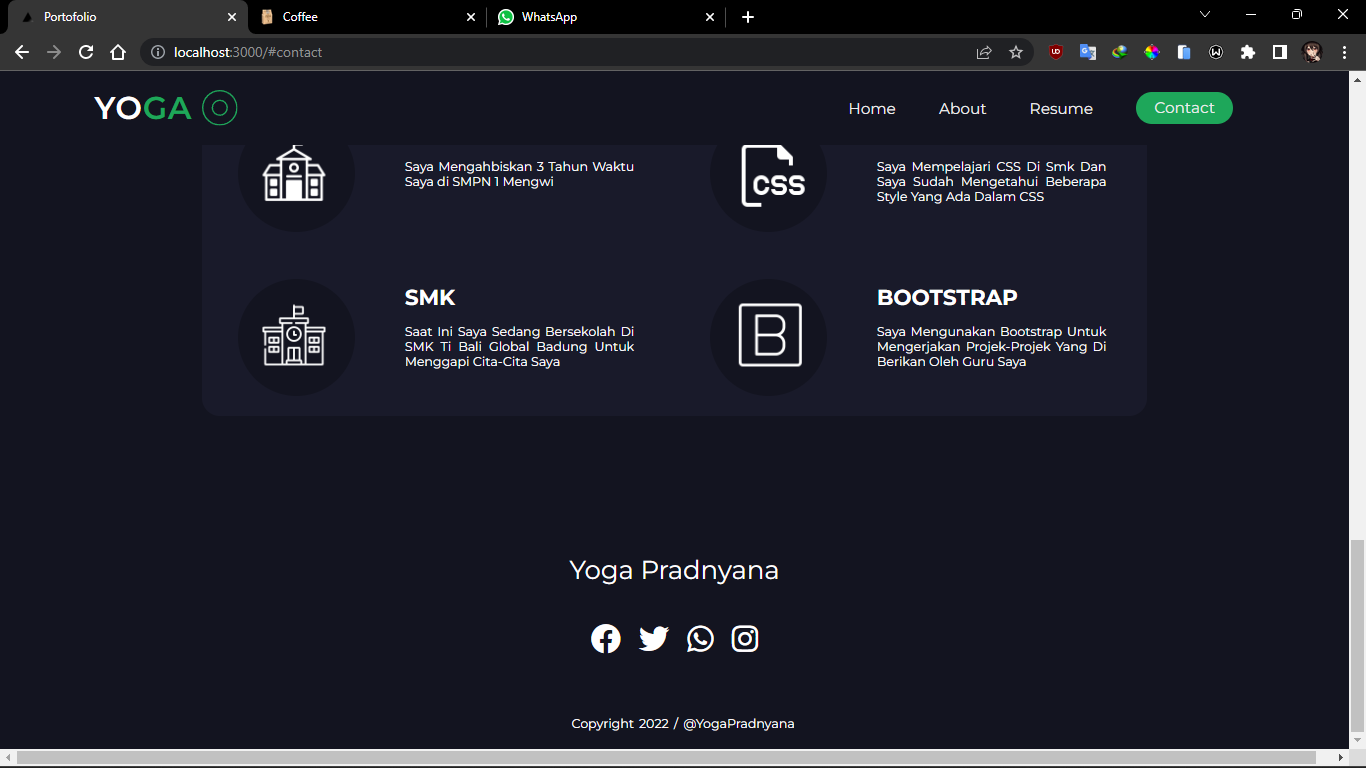 Portofolio
Coffee
WhatsApp
localhost:3000/#contact
YOGA
Home
About
Resume
Contact
Saya Mengahbiskan 3 Tahun Waktu
Saya di SMPN 1 Mengwi
CSS
Saya Mempelajari CSS Di Smk Dan
Saya Sudah Mengetahui Beberapa
Style Yang Ada Dalam CSS
SMK
Saat Ini Saya Sedang Bersekolah Di
SMK Ti Bali Global Badung Untuk
Menggapi Cita-Cita Saya
B
BOOTSTRAP
Saya Mengunakan Bootstrap Untuk
Mengerjakan Projek-Projek Yang Di
Berikan Oleh Guru Saya
Yoga Pradnyana
Copyright 2022 / @YogaPradnyana